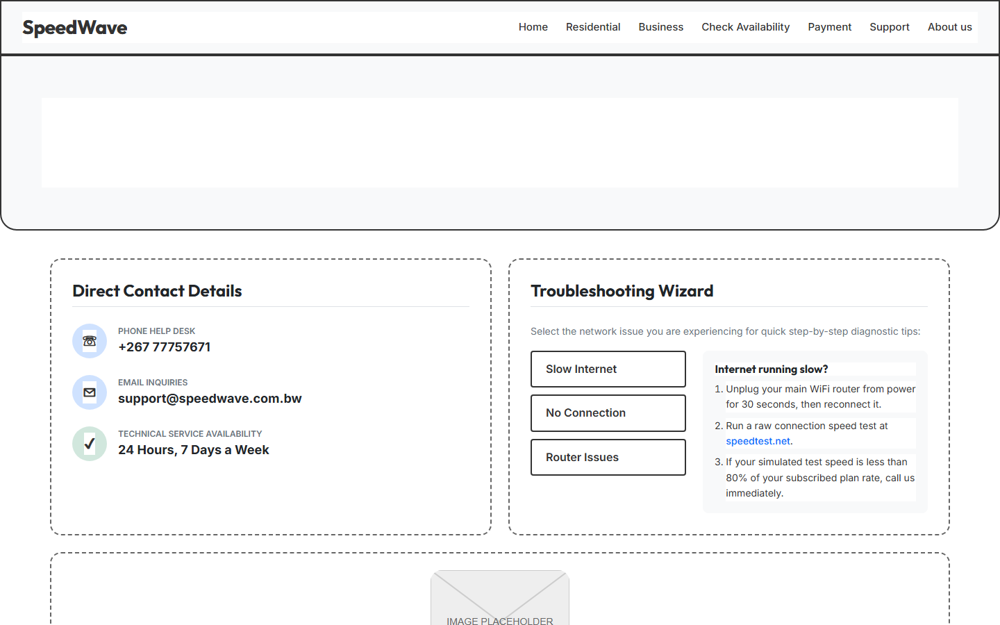 SpeedWave
Home Residential Business Check Availability Payment Support About us
Direct Contact Details
PHONE HELP DESK
+267 77757671
EMAIL INQUIRIES
support@speedwave.com.bw
TECHNICAL SERVICE AVAILABILITY
24 Hours, 7 Days a Week
Troubleshooting Wizard
Select the network issue you are experiencing for quick step-by-step diagnostic tips:
Slow Internet
No Connection
Router Issues
Internet running slow?
1. Unplug your main WiFi router from power
for 30 seconds, then reconnect it.
2. Run a raw connection speed test at
speedtest.net.
3. If your simulated test speed is less than
80% of your subscribed plan rate, call us
immediately.
IMAGE PLACEHOLDER